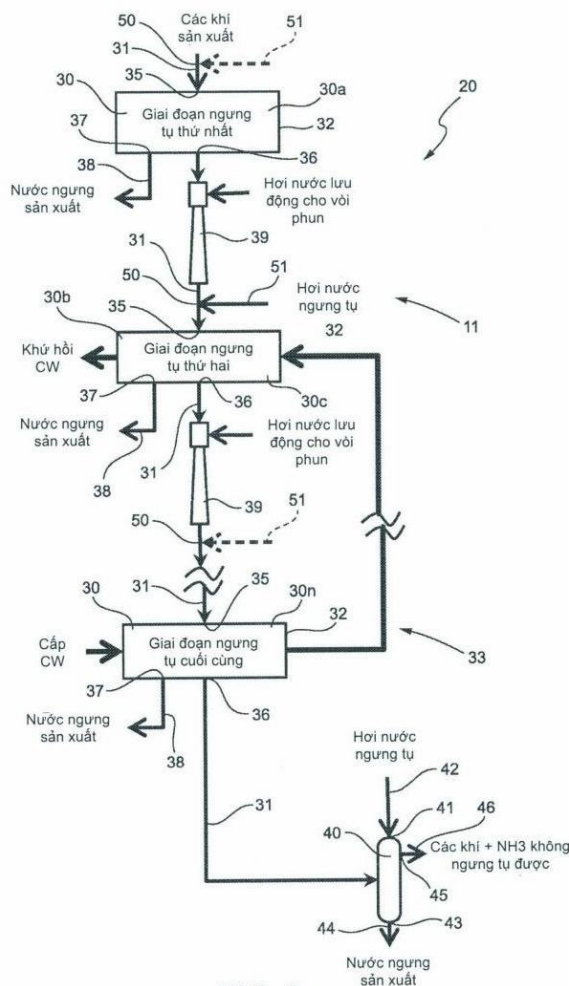 Các khí
sản xuất
50
31
51
35
30
30a
Giai đoạn ngưng
tụ thứ nhất
32
20
37
36
38
Nước ngưng
sản xuất
Hơi nước lưu
động cho vòi
phun
39
31
51
50
Hơi nước
ngưng tụ
30b
35
32
11
Khứ hồi
CW
Giai đoạn ngưng
tụ thứ hai
37
36
30c
Nước ngưng
sản xuất
31
38
Hơi nước lưu
động cho vòi
phun
39
50
51
31
35
30
30n
32
Cấp
CW
Giai đoạn ngưng
tụ cuối cùng
33
37
36
Nước ngưng
sản xuất
38
Hơi nước
ngưng tụ
42
31
41
46
40
Các khí + NH3 không
ngưng tụ được
45
44
43
Nước ngưng
sản xuất